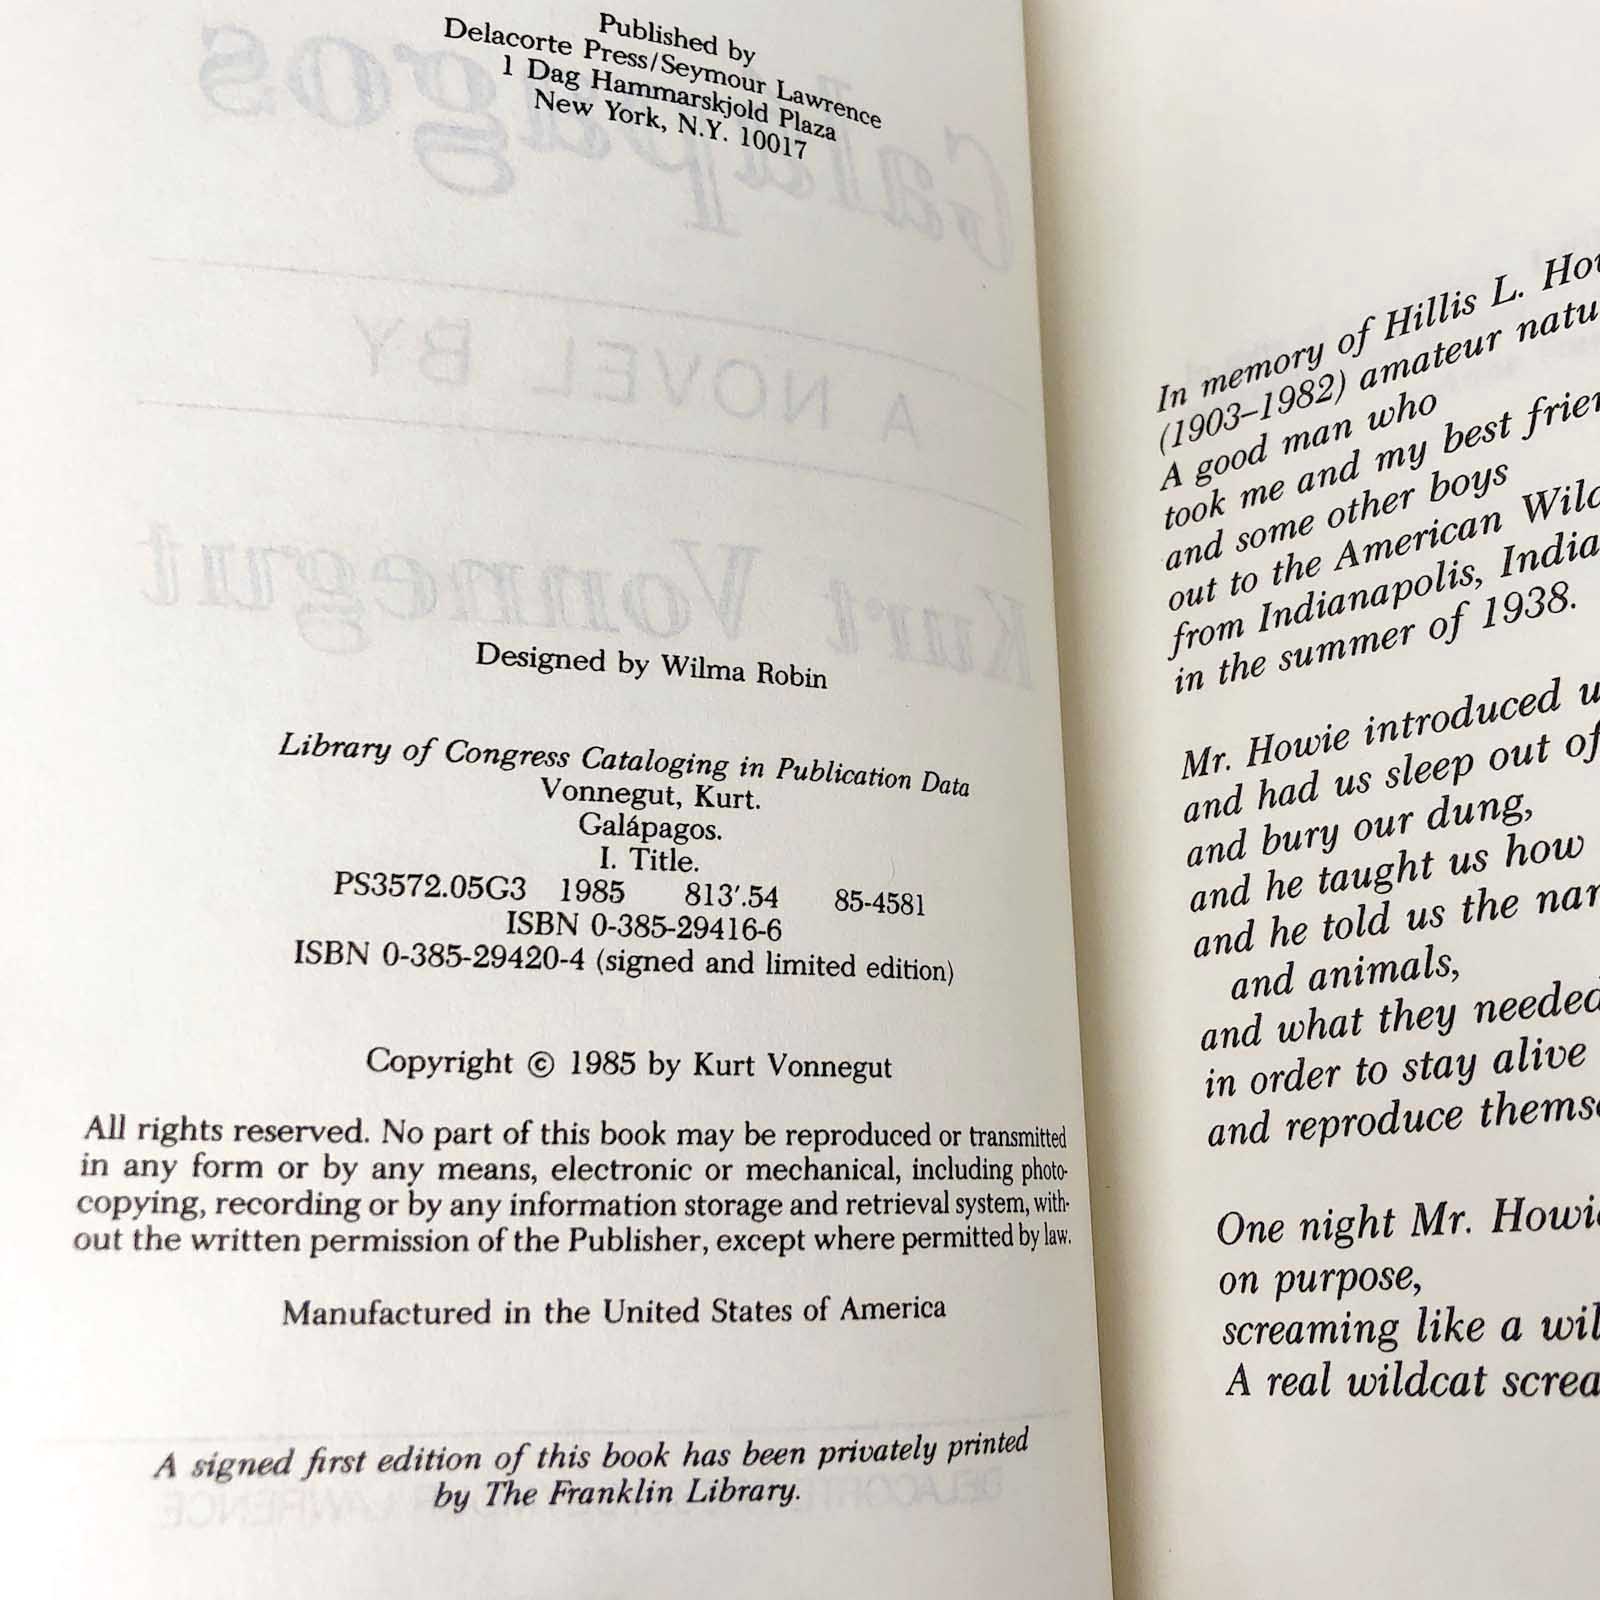 Published by
Delacorte Press/Seymour Lawrence
1 Dag Hammarskjold Plaza
New York, N.Y. 10017
Galápagos
A NOVEL BY
Kurt Vonnegut
Designed by Wilma Robin
Library of Congress Cataloging in Publication Data
Vonnegut, Kurt.
Galápagos.
I. Title.
PS3572.05G3 1985 813′.54 85-4581
ISBN 0-385-29416-6
ISBN 0-385-29420-4 (signed and limited edition)
Copyright © 1985 by Kurt Vonnegut
All rights reserved. No part of this book may be reproduced or transmitted
in any form or by any means, electronic or mechanical, including photo-
copying, recording or by any information storage and retrieval system, with-
out the written permission of the Publisher, except where permitted by law.
Manufactured in the United States of America
A signed first edition of this book has been privately printed
by The Franklin Library.
In memory of Hillis L.
(1903–1982) amateur
A good man who
took me and my best
and some other boys
out to the American
from Indianapolis,
in the summer of 1938.
Mr. Howie introduced
and had us sleep out
and bury our dung,
and he taught us how
and he told us the
and animals,
and what they needed
in order to stay alive
and reproduce
One night Mr.
on purpose,
screaming like a
A real wildcat